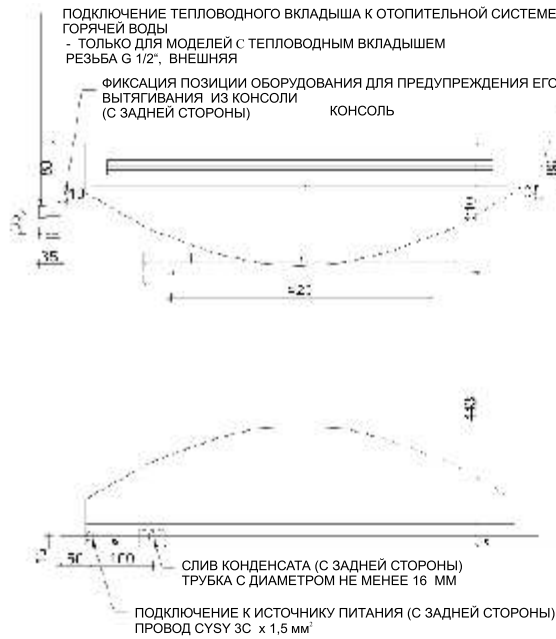 ПОДКЛЮЧЕНИЕ ТЕПЛОВОДНОГО ВКЛАДЫША К ОТОПИТЕЛЬНОЙ СИСТЕМЕ
ГОРЯЧЕЙ ВОДЫ
- ТОЛЬКО ДЛЯ МОДЕЛЕЙ С ТЕПЛОВОДНЫМ ВКЛАДЫШЕМ
РЕЗЬБА G 1/2“, ВНЕШНЯЯ
ФИКСАЦИЯ ПОЗИЦИИ ОБОРУДОВАНИЯ ДЛЯ ПРЕДУПРЕЖДЕНИЯ ЕГО
ВЫТЯГИВАНИЯ ИЗ КОНСОЛИ
(С ЗАДНЕЙ СТОРОНЫ) КОНСОЛЬ
35
420
100
СЛИВ КОНДЕНСАТА (С ЗАДНЕЙ СТОРОНЫ)
ТРУБКА С ДИАМЕТРОМ НЕ МЕНЕЕ 16 ММ
ПОДКЛЮЧЕНИЕ К ИСТОЧНИКУ ПИТАНИЯ (С ЗАДНЕЙ СТОРОНЫ)
ПРОВОД CYSY 3C x 1,5 мм²